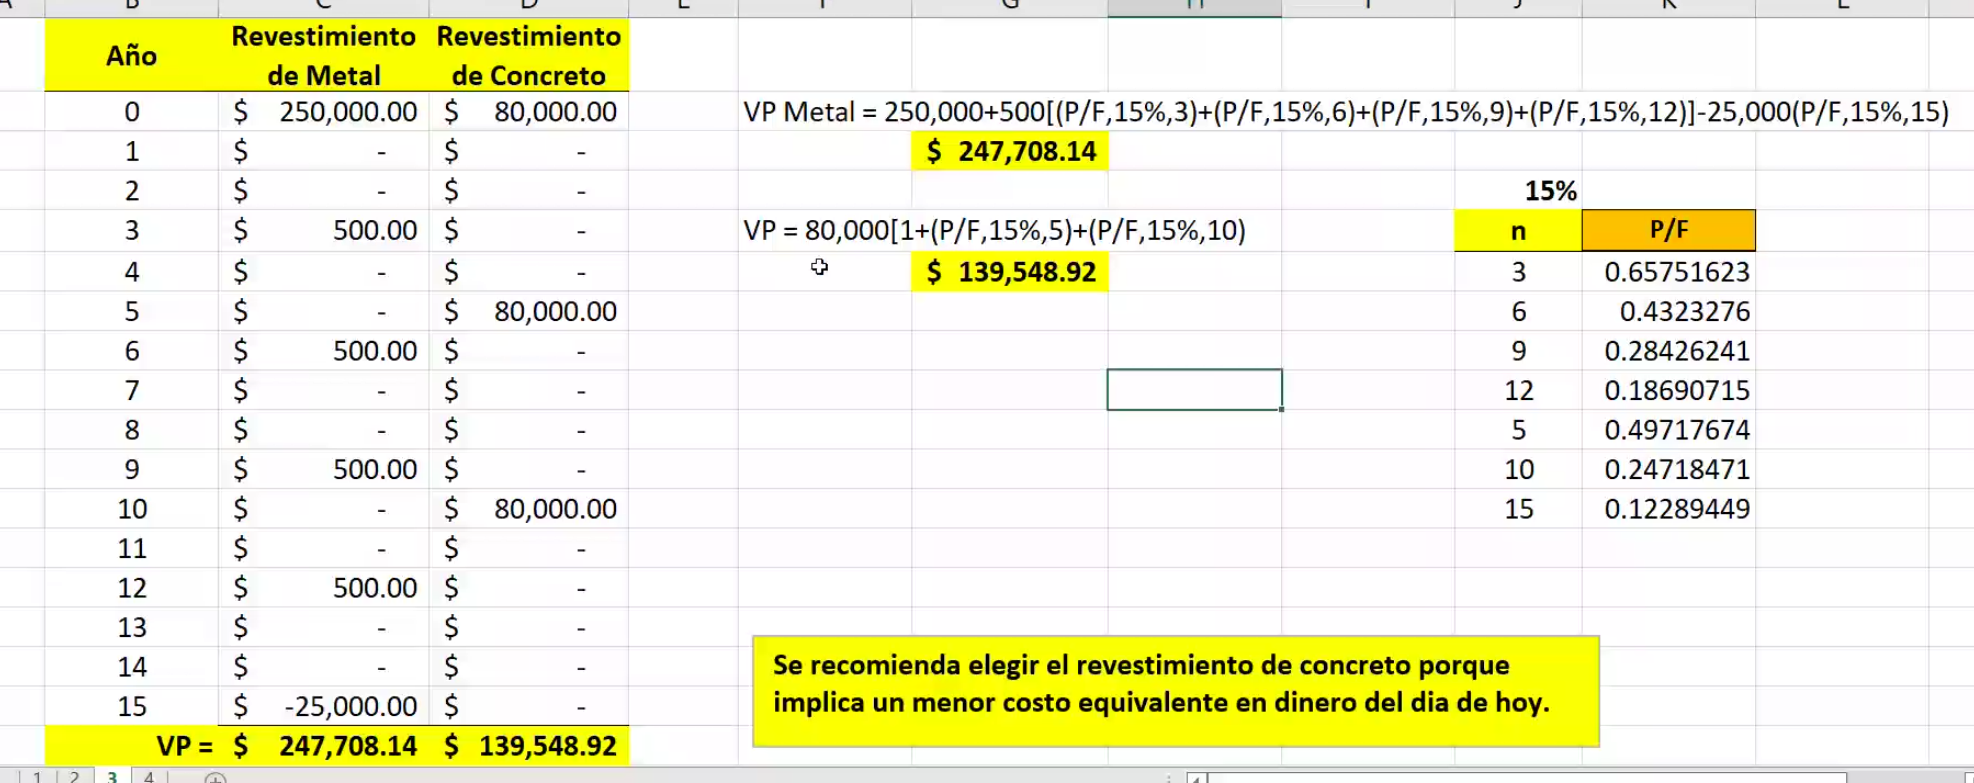 B C D E F G H I J K L
Año Revestimiento de Metal Revestimiento de Concreto
0 $ 250,000.00 $ 80,000.00 VP Metal = 250,000+500[(P/F,15%,3)+(P/F,15%,6)+(P/F,15%,9)+(P/F,15%,12)]-25,000(P/F,15%,15)
1 $ - $ - $ 247,708.14
2 $ - $ - 15%
3 $ 500.00 $ - VP = 80,000[1+(P/F,15%,5)+(P/F,15%,10) n P/F
4 $ - $ - $ 139,548.92 3 0.65751623
5 $ - $ 80,000.00 6 0.4323276
6 $ 500.00 $ - 9 0.28426241
7 $ - $ - 12 0.18690715
8 $ - $ - 5 0.49717674
9 $ 500.00 $ - 10 0.24718471
10 $ - $ 80,000.00 15 0.12289449
11 $ - $ -
12 $ 500.00 $ -
13 $ - $ -
14 $ - $ -
15 $ -25,000.00 $ -
VP = $ 247,708.14 $ 139,548.92
Se recomienda elegir el revestimiento de concreto porque
implica un menor costo equivalente en dinero del dia de hoy.
1 2 3 4